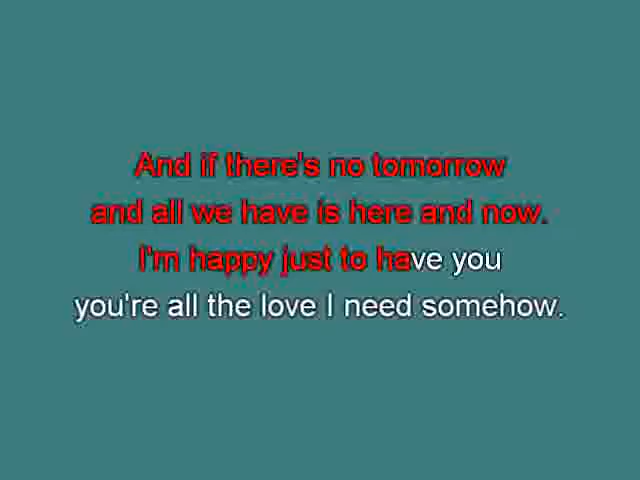 And if there's no tomorrow
and all we have is here and now.
I'm happy just to have you
you're all the love I need somehow.